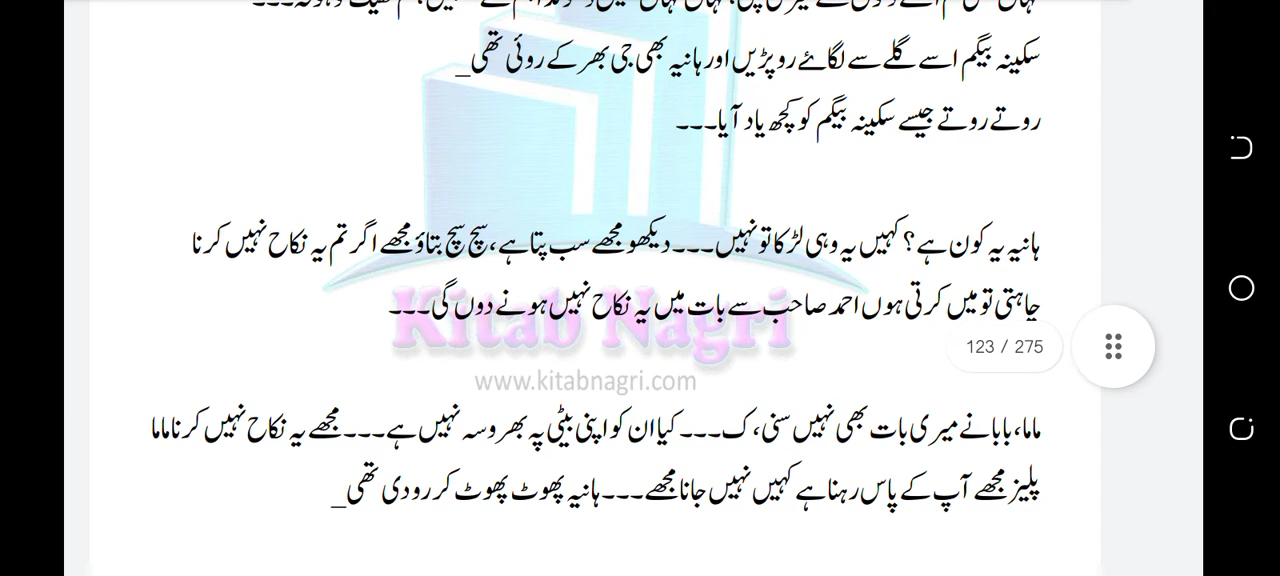 سکینہ بیگم اسے گلے سے لگائے رو پڑیں اور ہانیہ بھی جی بھر کے روئی تھی_
روتے روتے جیسے سکینہ بیگم کو کچھ یاد آیا۔۔۔
ہانیہ یہ کون ہے؟ کہیں یہ وہی لڑکا تو نہیں۔۔۔ دیکھو مجھے سب پتا ہے، سچ سچ بتاؤ مجھے اگر تم یہ نکاح نہیں کرنا
چاہتی تو میں کرتی ہوں احمد صاحب سے بات میں یہ نکاح نہیں ہونے دوں گی۔۔۔
Kitab Nagri
123 / 275
www.kitabnagri.com
ماما، بابا نے میری بات بھی نہیں سنی، ک۔۔۔ کیا ان کو اپنی بیٹی پہ بھروسہ نہیں ہے۔۔۔ مجھے یہ نکاح نہیں کرنا ماما
پلیز مجھے آپ کے پاس رہنا ہے کہیں نہیں جانا مجھے۔۔۔ ہانیہ پھوٹ پھوٹ کر رو دی تھی_